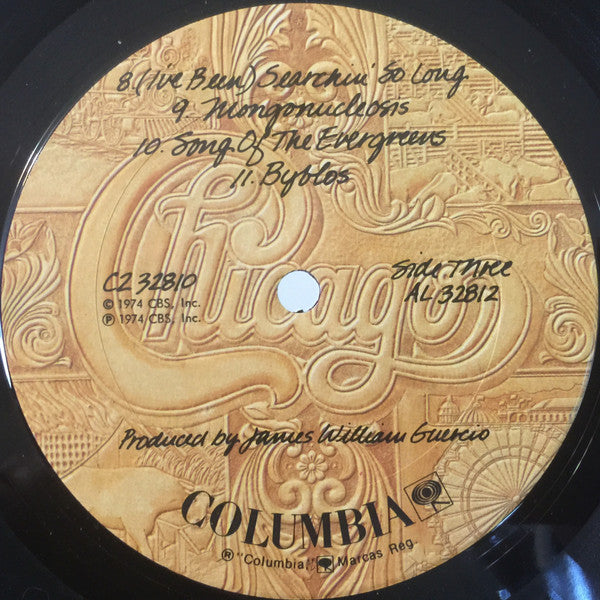 8. (I've Been) Searchin' So Long
9. Mongonucleosis
10. Song Of The Evergreens
11. Byblos
Chicago
C2 32810
Side Three
© 1974 CBS, Inc.
AL 32812
℗ 1974 CBS, Inc.
Produced by James William Guercio
COLUMBIA
® "Columbia," Marcas Reg.